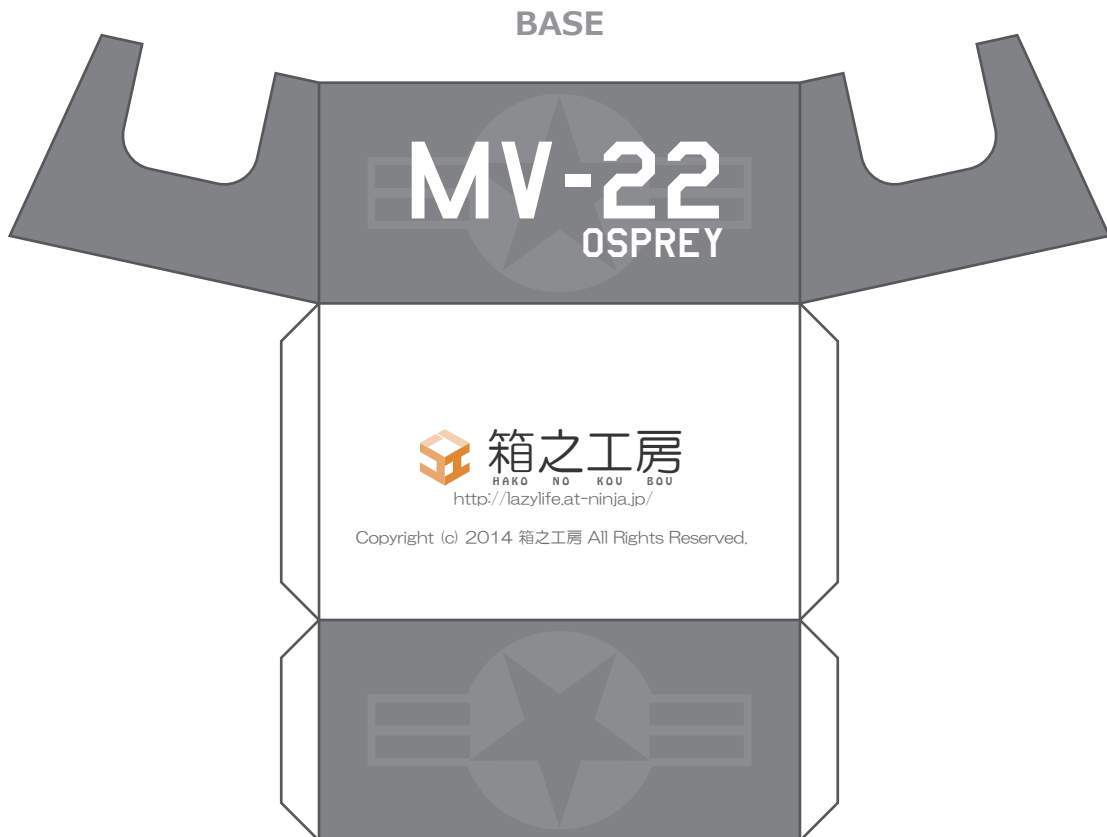 BASE
MV-22
OSPREY
箱之工房
HAKO NO KOU BOU
http://lazylife.at-ninja.jp/
Copyright (c) 2014 箱之工房 All Rights Reserved.